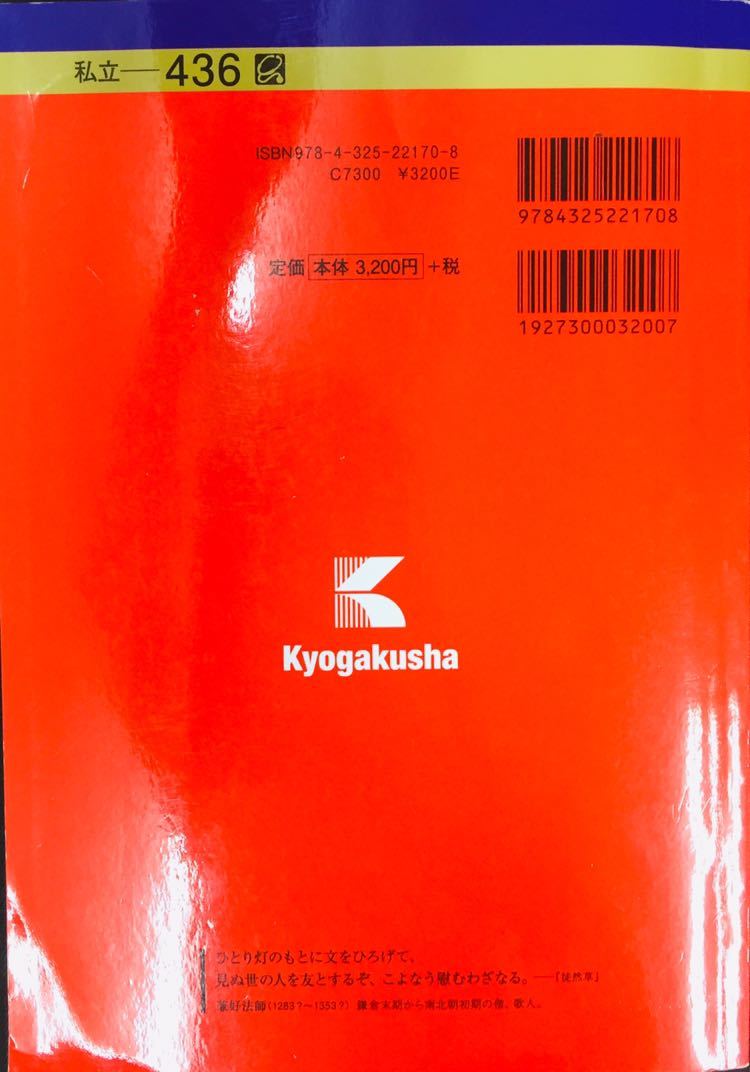 私立―436
ISBN978-4-325-22170-8
C7300 ¥3200E
9784325221708
定価 本体 3,200円 +税
1927300032007
Kyogakusha
ひとり灯のもとに文をひろげて、
見ぬ世の人を友とするぞ、こよなう慰むわざなる。――「徒然草」
兼好法師(1283?~1353?) 鎌倉末期から南北朝初期の僧、歌人。